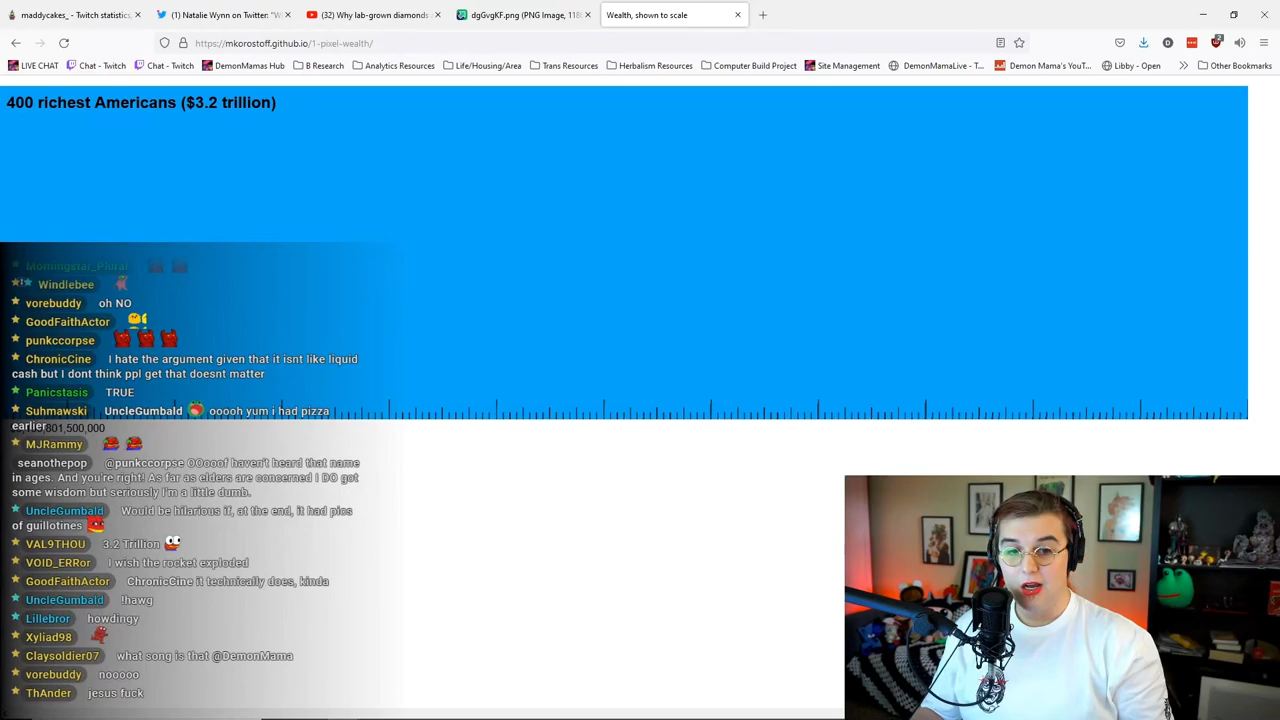 maddycakes_ - Twitch statistics,
(1) Natalie Wynn on Twitter: "W
(32) Why lab-grown diamonds a
dgGvgKF.png (PNG Image, 118
Wealth, shown to scale
https://mkorostoff.github.io/1-pixel-wealth/
LIVE CHAT
Chat - Twitch
Chat - Twitch
DemonMamas Hub
B Research
Analytics Resources
Life/Housing/Area
Trans Resources
Herbalism Resources
Computer Build Project
Site Management
DemonMamaLive - T...
Demon Mama's YouT...
Libby - Open
Other Bookmarks
400 richest Americans ($3.2 trillion)
Morningstar_Plural
Windlebee
vorebuddy oh NO
GoodFaithActor
punkccorpse
ChronicCine I hate the argument given that it isnt like liquid
cash but I dont think ppl get that doesnt matter
Panicstasis TRUE
Suhmawski UncleGumbald ooooh yum i had pizza
earlier
801,500,000
MJRammy
seanothepop @punkccorpse OOooof haven't heard that name
in ages. And you're right! As far as elders are concerned I DO got
some wisdom but seriously I'm a little dumb.
UncleGumbald Would be hilarious if, at the end, it had pics
of guillotines
VAL9THOU 3.2 Trillion
VOID_ERRor I wish the rocket exploded
GoodFaithActor ChronicCine it technically does, kinda
UncleGumbald !hawg
Lillebror howdingy
Xyliad98
Claysoldier07 what song is that @DemonMama
vorebuddy nooooo
ThAnder jesus fuck